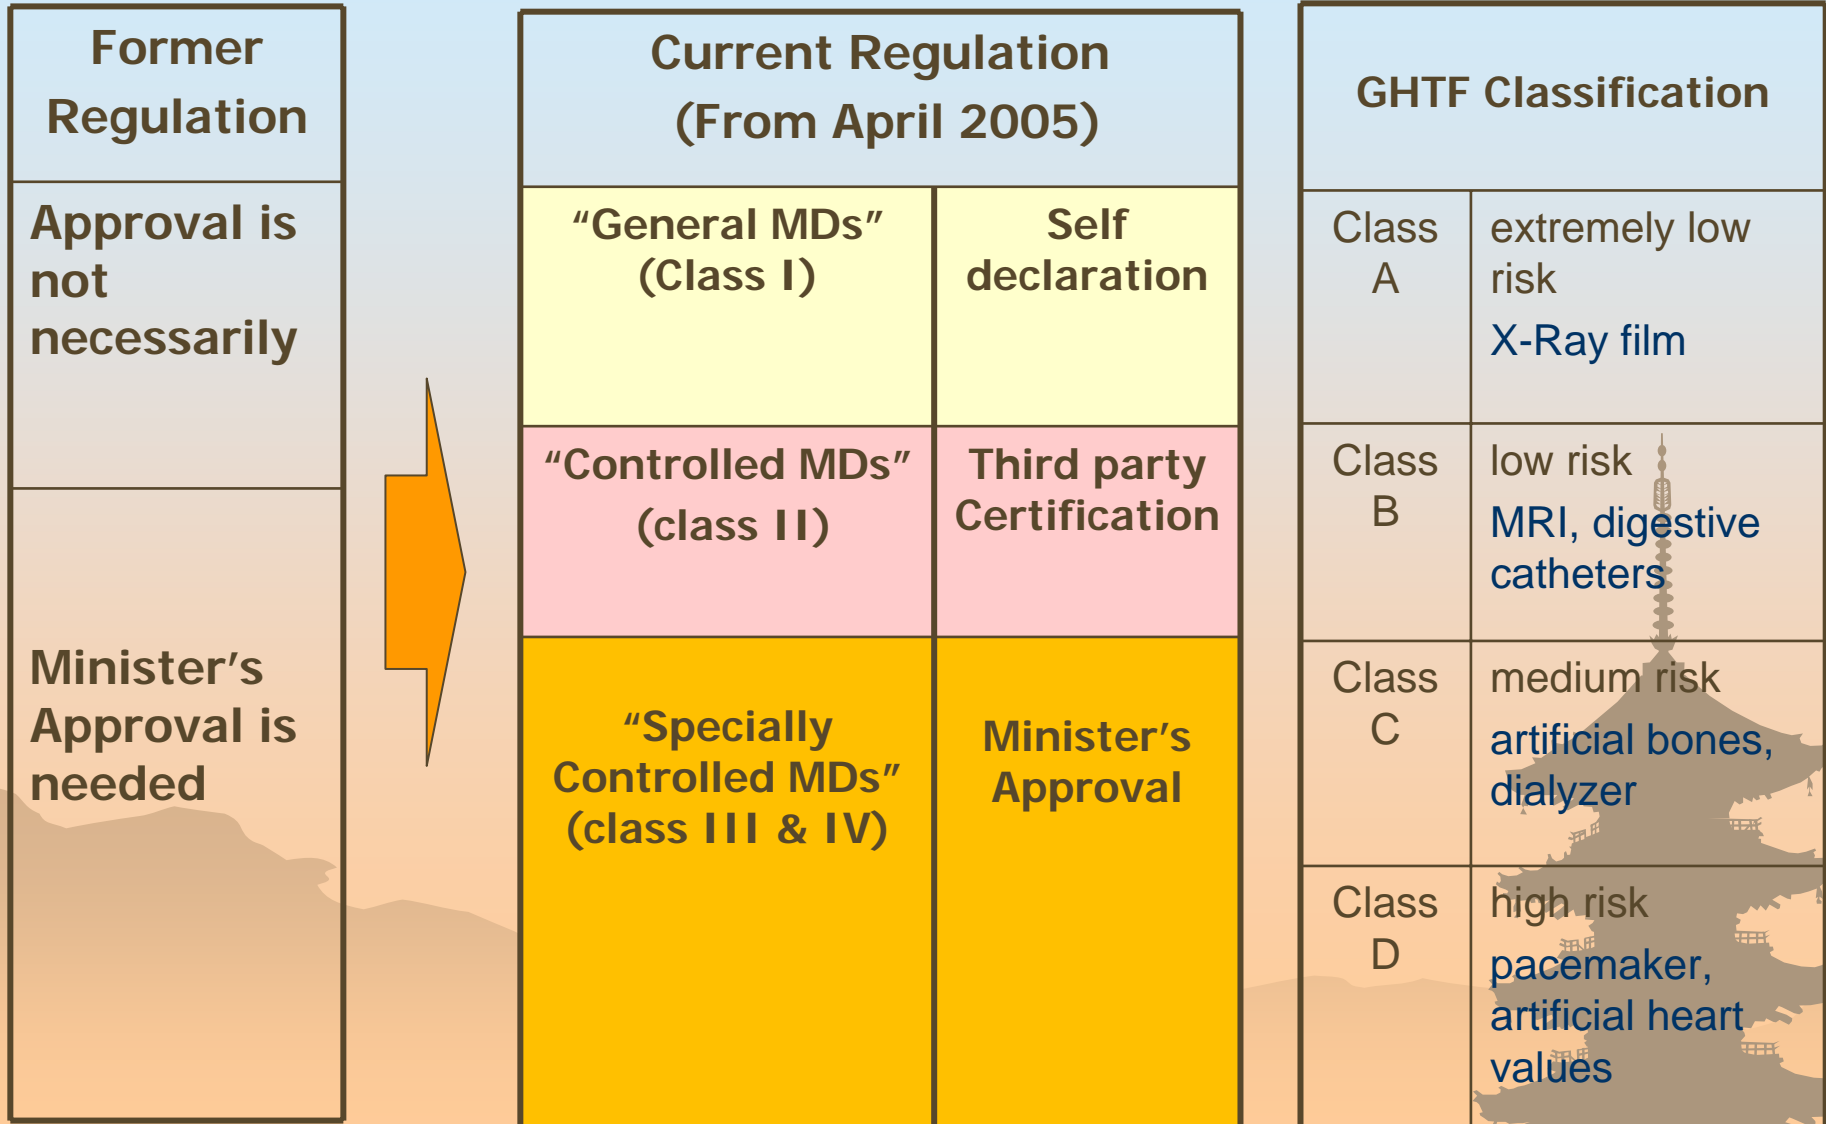 Former
Regulation
Approval is
not
necessarily
Minister's
Approval is
needed
Current Regulation
(From April 2005)
“General MDs”
(Class I)
Self
declaration
“Controlled MDs”
(class II)
Third party
Certification
“Specially
Controlled MDs”
(class III & IV)
Minister's
Approval
GHTF Classification
Class
A
extremely low
risk
X-Ray film
Class
B
low risk
MRI, digestive
catheters
Class
C
medium risk
artificial bones,
dialyzer
Class
D
high risk
pacemaker,
artificial heart
values